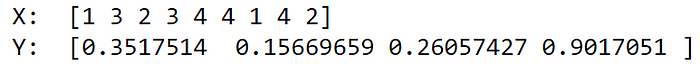 X:  [1 3 2 3 4 4 1 4 2]
Y:  [0.3517514  0.15669659 0.26057427 0.9017051 ]